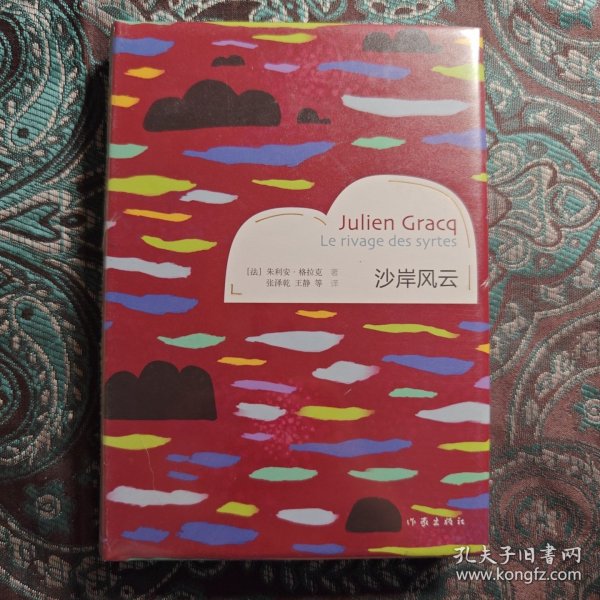 Julien Gracq
Le rivage des syrtes
[法] 朱利安·格拉克 著
张泽乾 王静 等 译
沙岸风云
作家出版社
孔夫子旧书网
www.kongfz.com